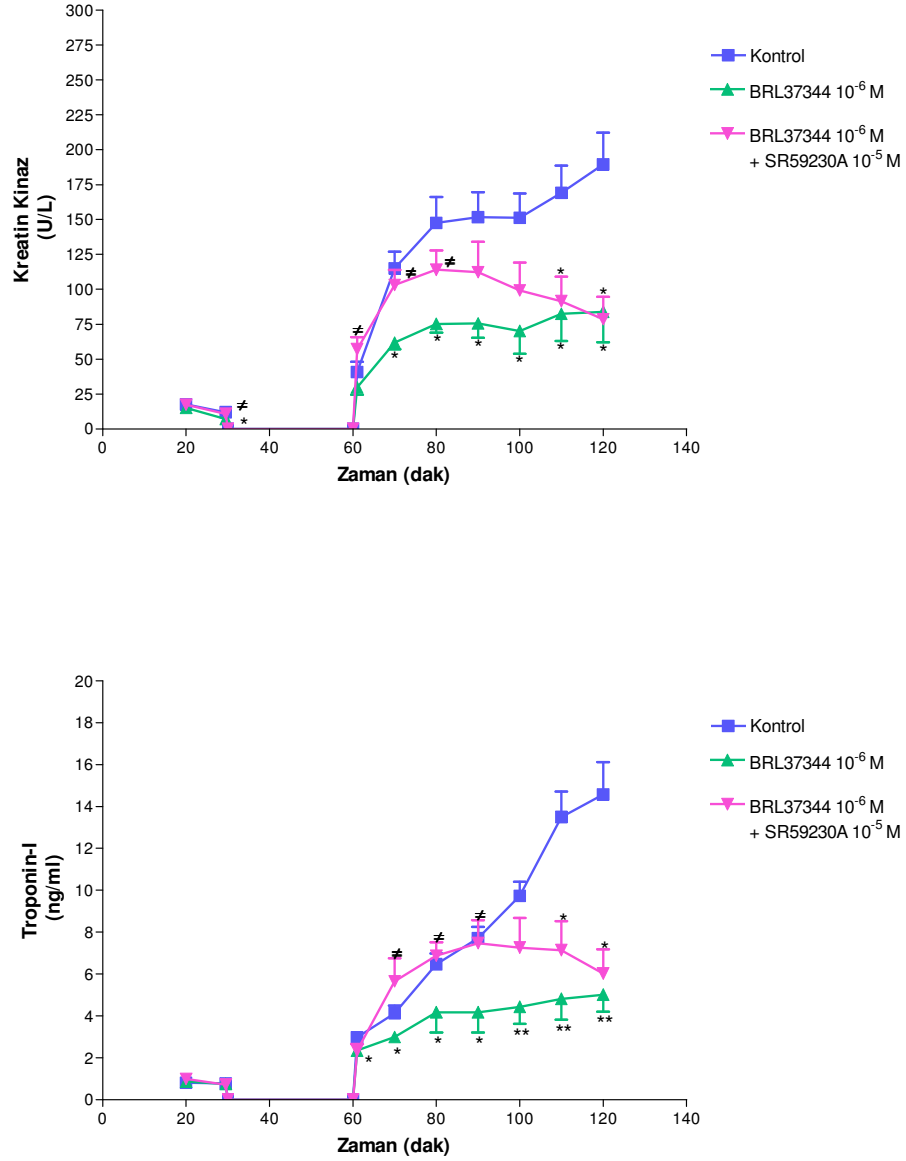 300
275
250
225
200
175
150
125
100
75
50
25
0
Kreatin Kinaz
(U/L)
0 20 40 60 80 100 120 140
Zaman (dak)
Kontrol
BRL37344 10⁻⁶ M
BRL37344 10⁻⁶ M
+ SR59230A 10⁻⁵ M
≠ ≠ ≠ ≠
* * * * * * * * *
20
18
16
14
12
10
8
6
4
2
0
Troponin-I
(ng/ml)
0 20 40 60 80 100 120 140
Zaman (dak)
Kontrol
BRL37344 10⁻⁶ M
BRL37344 10⁻⁶ M
+ SR59230A 10⁻⁵ M
≠ ≠ ≠ * *
* * * * ** ** **